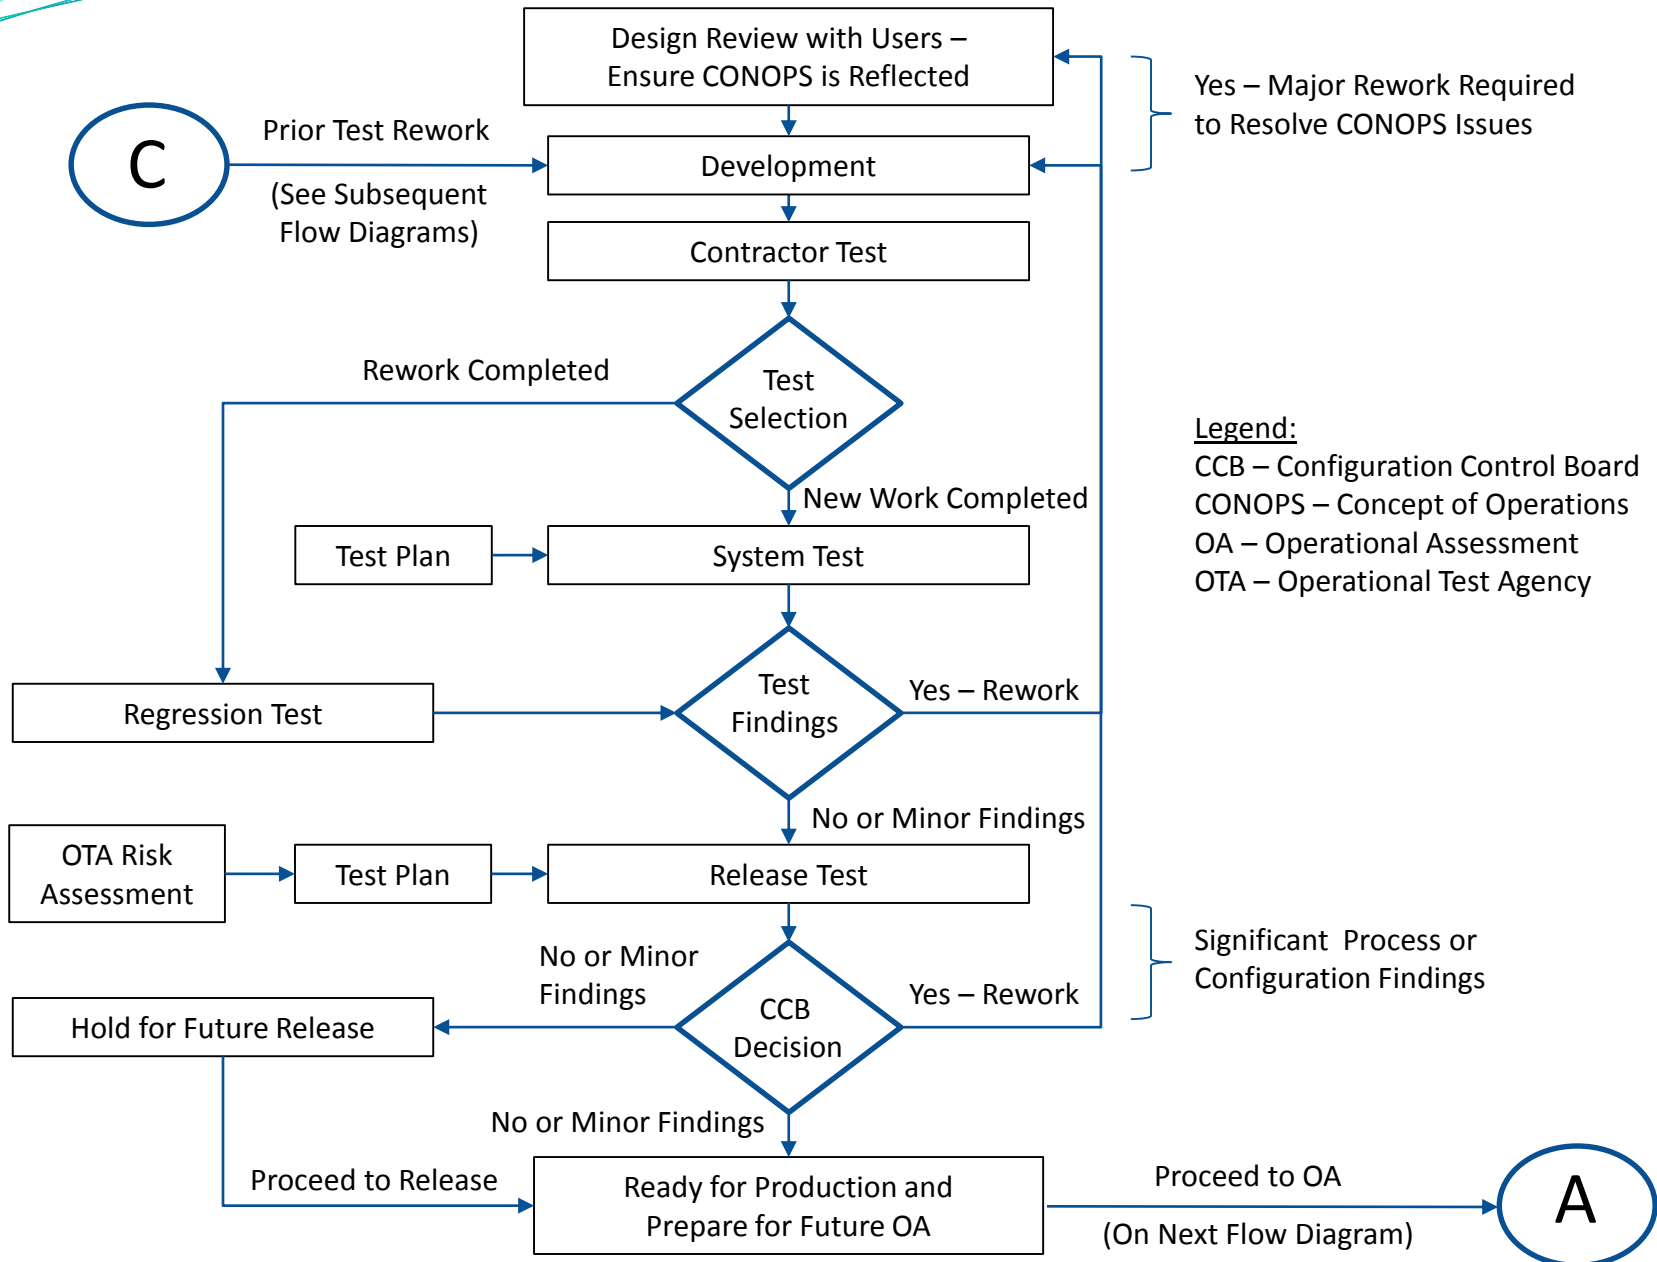 Design Review with Users –
Ensure CONOPS is Reflected
Yes – Major Rework Required
to Resolve CONOPS Issues
C
Prior Test Rework
(See Subsequent
Flow Diagrams)
Development
Contractor Test
Rework Completed
Test
Selection
Legend:
CCB – Configuration Control Board
CONOPS – Concept of Operations
OA – Operational Assessment
OTA – Operational Test Agency
New Work Completed
Test Plan
System Test
Regression Test
Test
Findings
Yes – Rework
No or Minor Findings
OTA Risk
Assessment
Test Plan
Release Test
No or Minor
Findings
CCB
Decision
Yes – Rework
Significant Process or
Configuration Findings
Hold for Future Release
No or Minor Findings
Proceed to Release
Ready for Production and
Prepare for Future OA
Proceed to OA
(On Next Flow Diagram)
A